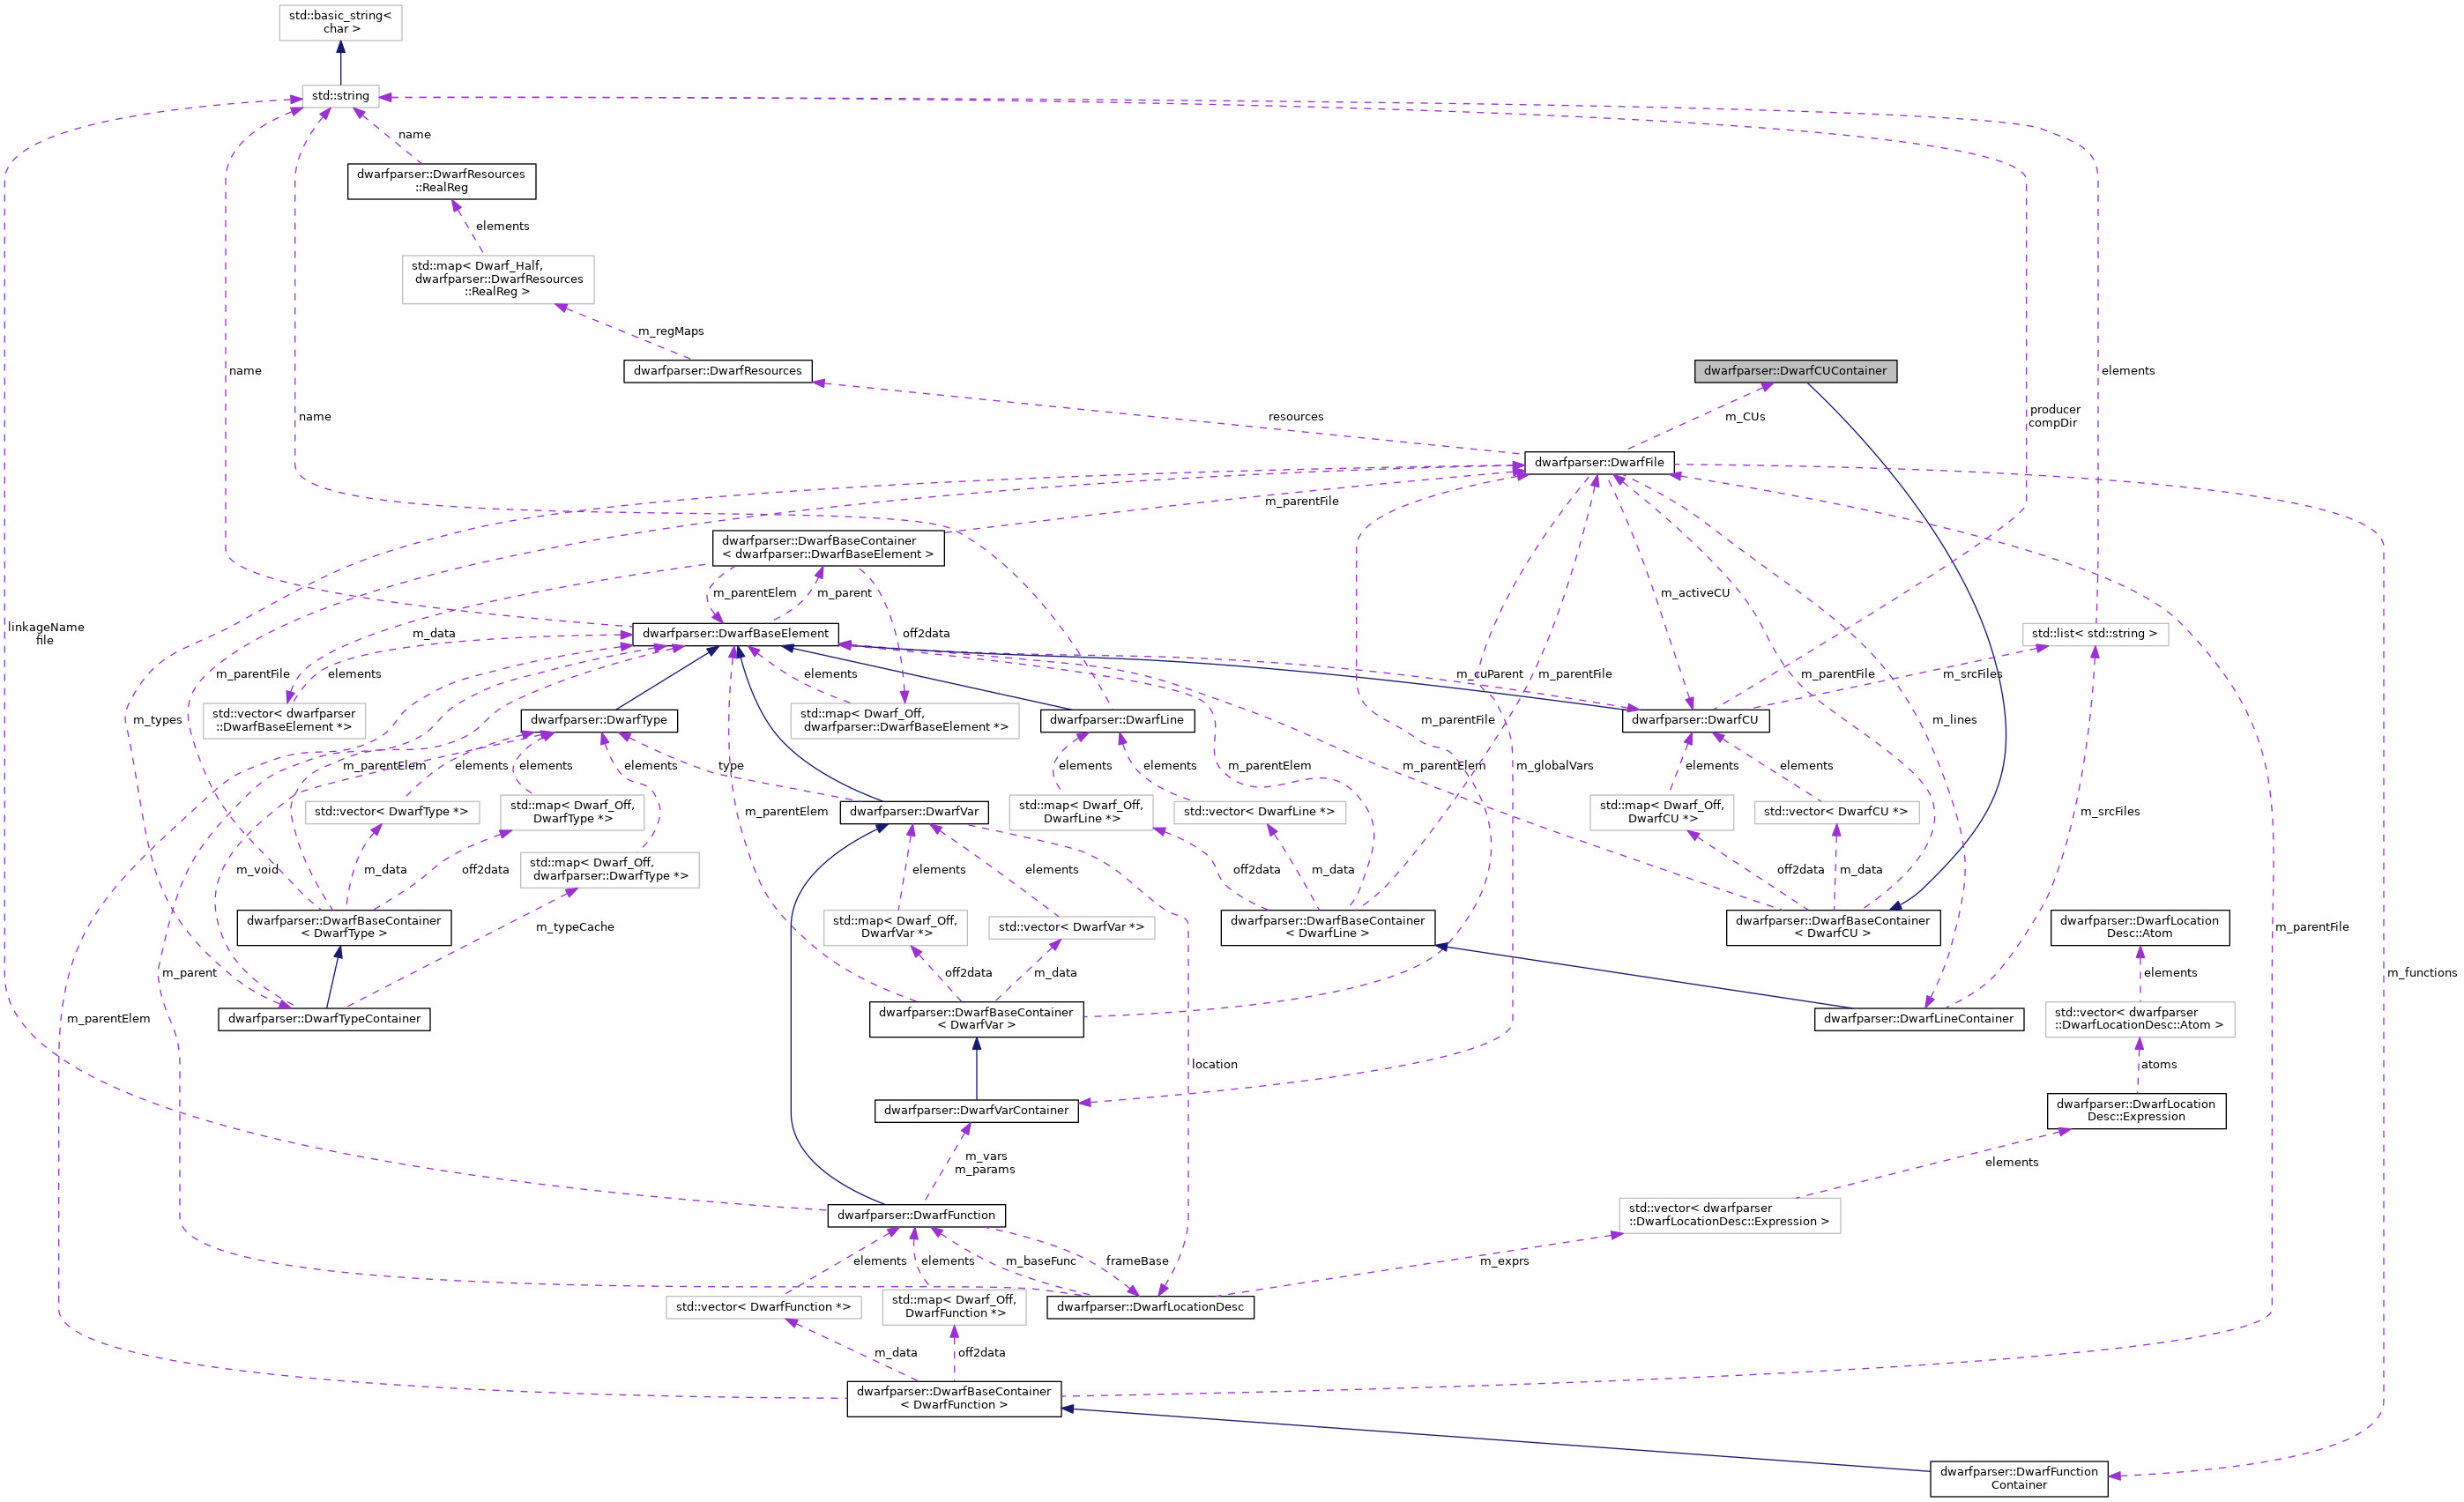 std::basic_string<
char >
std::string
name
dwarfparser::DwarfResources
::RealReg
elements
std::map< Dwarf_Half,
dwarfparser::DwarfResources
::RealReg >
m_regMaps
dwarfparser::DwarfResources
dwarfparser::DwarfCUContainer
name
elements
name
resources
m_CUs
producer
compDir
dwarfparser::DwarfFile
m_parentFile
dwarfparser::DwarfBaseContainer
< dwarfparser::DwarfBaseElement >
m_parentElem
m_parent
m_activeCU
linkageName
file
m_data
dwarfparser::DwarfBaseElement
off2data
std::list< std::string >
m_parentFile
elements
elements
m_cuParent
m_parentFile
m_parentFile
m_srcFiles
m_types
std::vector< dwarfparser
::DwarfBaseElement *>
dwarfparser::DwarfType
std::map< Dwarf_Off,
dwarfparser::DwarfBaseElement *>
dwarfparser::DwarfLine
m_parentFile
dwarfparser::DwarfCU
m_lines
m_parentElem
elements
elements
elements
type
elements
elements
m_parentElem
m_parentElem
m_globalVars
elements
elements
std::vector< DwarfType *>
std::map< Dwarf_Off,
DwarfType *>
m_parentElem
dwarfparser::DwarfVar
std::map< Dwarf_Off,
DwarfLine *>
std::vector< DwarfLine *>
std::map< Dwarf_Off,
DwarfCU *>
std::vector< DwarfCU *>
m_srcFiles
m_void
m_data
off2data
std::map< Dwarf_Off,
dwarfparser::DwarfType *>
elements
elements
off2data
m_data
off2data
m_data
dwarfparser::DwarfBaseContainer
< DwarfType >
m_typeCache
std::map< Dwarf_Off,
DwarfVar *>
std::vector< DwarfVar *>
dwarfparser::DwarfBaseContainer
< DwarfLine >
dwarfparser::DwarfBaseContainer
< DwarfCU >
dwarfparser::DwarfLocation
Desc::Atom
m_parentFile
m_parent
off2data
m_data
elements
m_functions
m_parentElem
dwarfparser::DwarfTypeContainer
dwarfparser::DwarfBaseContainer
< DwarfVar >
dwarfparser::DwarfLineContainer
std::vector< dwarfparser
::DwarfLocationDesc::Atom >
location
atoms
dwarfparser::DwarfVarContainer
dwarfparser::DwarfLocation
Desc::Expression
m_vars
m_params
elements
dwarfparser::DwarfFunction
std::vector< dwarfparser
::DwarfLocationDesc::Expression >
elements
elements
m_baseFunc
frameBase
m_exprs
std::vector< DwarfFunction *>
std::map< Dwarf_Off,
DwarfFunction *>
dwarfparser::DwarfLocationDesc
m_data
off2data
dwarfparser::DwarfBaseContainer
< DwarfFunction >
dwarfparser::DwarfFunction
Container